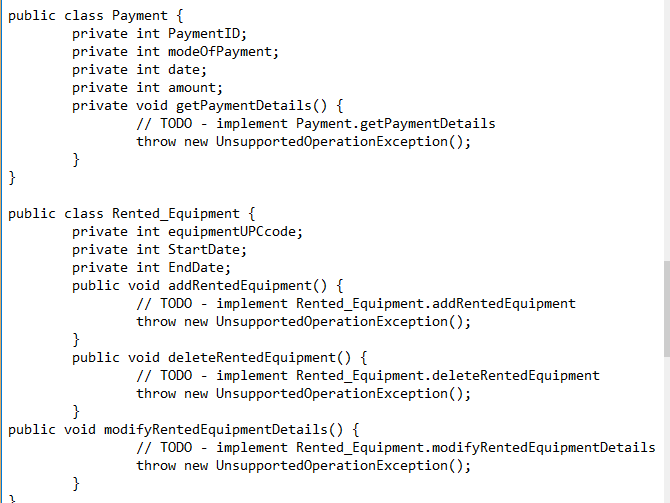 public class Payment {
        private int PaymentID;
        private int modeOfPayment;
        private int date;
        private int amount;
        private void getPaymentDetails() {
                // TODO - implement Payment.getPaymentDetails
                throw new UnsupportedOperationException();
        }
}

public class Rented_Equipment {
        private int equipmentUPCcode;
        private int StartDate;
        private int EndDate;
        public void addRentedEquipment() {
                // TODO - implement Rented_Equipment.addRentedEquipment
                throw new UnsupportedOperationException();
        }
        public void deleteRentedEquipment() {
                // TODO - implement Rented_Equipment.deleteRentedEquipment
                throw new UnsupportedOperationException();
        }
public void modifyRentedEquipmentDetails() {
                // TODO - implement Rented_Equipment.modifyRentedEquipmentDetails
                throw new UnsupportedOperationException();
        }
}